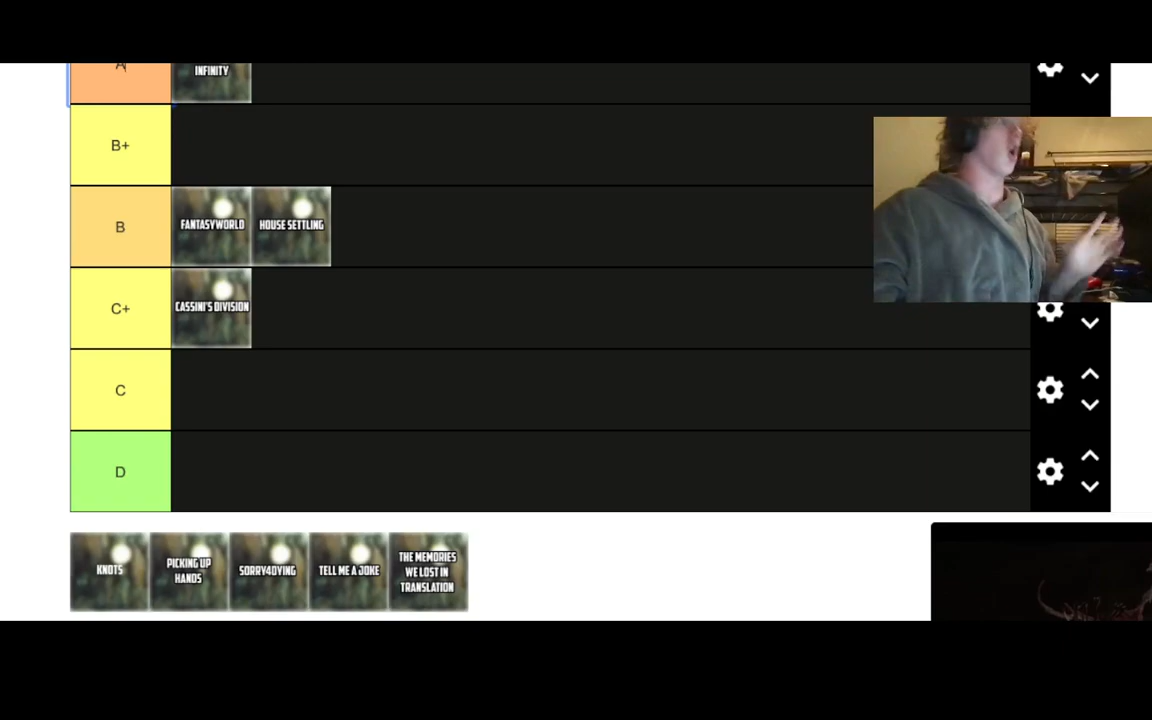 A
INFINITY
B+
B
FANTASYWORLD
HOUSE SETTLING
C+
CASSINI'S DIVISION
C
D
KNOTS
PICKING UP
HANDS
SORRY4DYING
TELL ME A JOKE
THE MEMORIES
WE LOST IN
TRANSLATION